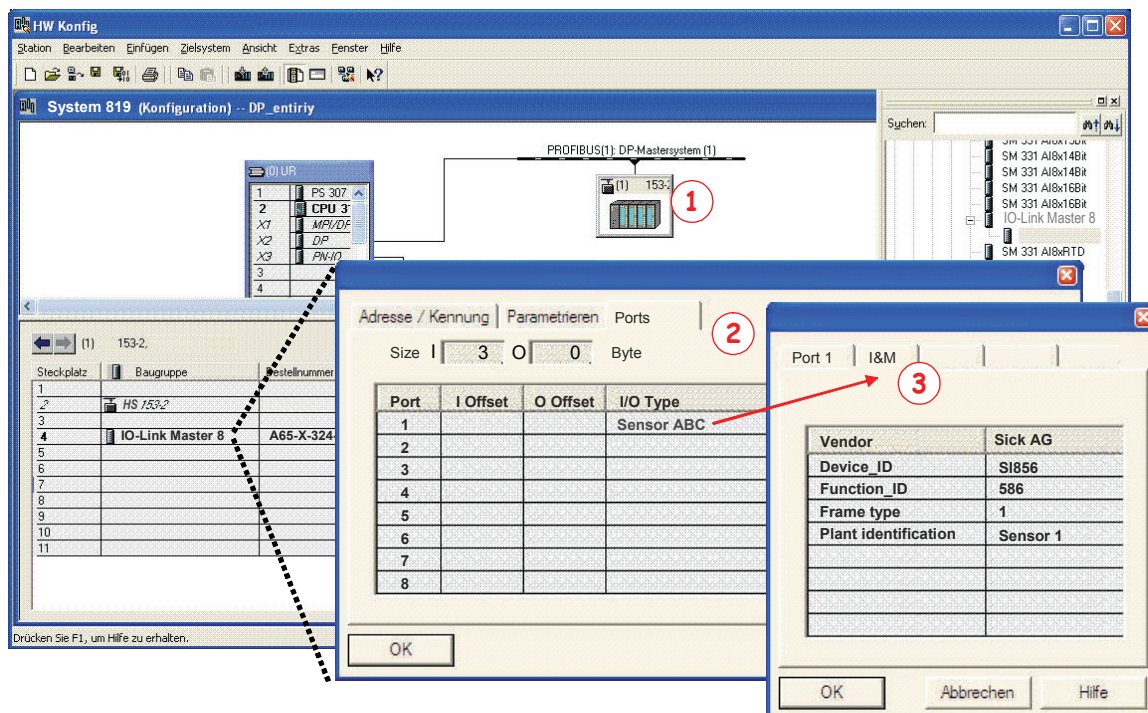 HW Konfig
Station Bearbeiten Einfügen Zielsystem Ansicht Extras Fenster Hilfe
System 819 (Konfiguration) -- DP_entiriy
(0) UR
1 PS 307
2 CPU 3
X1 MPI/DP
X2 DP
X3 PN-IO
3
4
PROFIBUS(1): DP-Mastersystem (1)
(1) 153-2
1
Suchen:
SM 331 AI8x14Bit
SM 331 AI8x14Bit
SM 331 AI8x16Bit
SM 331 AI8x16Bit
IO-Link Master 8
SM 331 AI8xRTD
(1) 153-2,
Steckplatz Baugruppe Bestellnummer
1
2 HS 153-2
3
4 IO-Link Master 8 A65-X-324-
5
6
7
8
9
10
11
Drücken Sie F1, um Hilfe zu erhalten.
Adresse / Kennung Parametrieren Ports
2
Size I 3 O 0 Byte
Port I Offset O Offset I/O Type
1 Sensor ABC
2
3
4
5
6
7
8
OK
Port 1 I&M
3
Vendor Sick AG
Device_ID SI856
Function_ID 586
Frame type 1
Plant identification Sensor 1
OK Abbrechen Hilfe